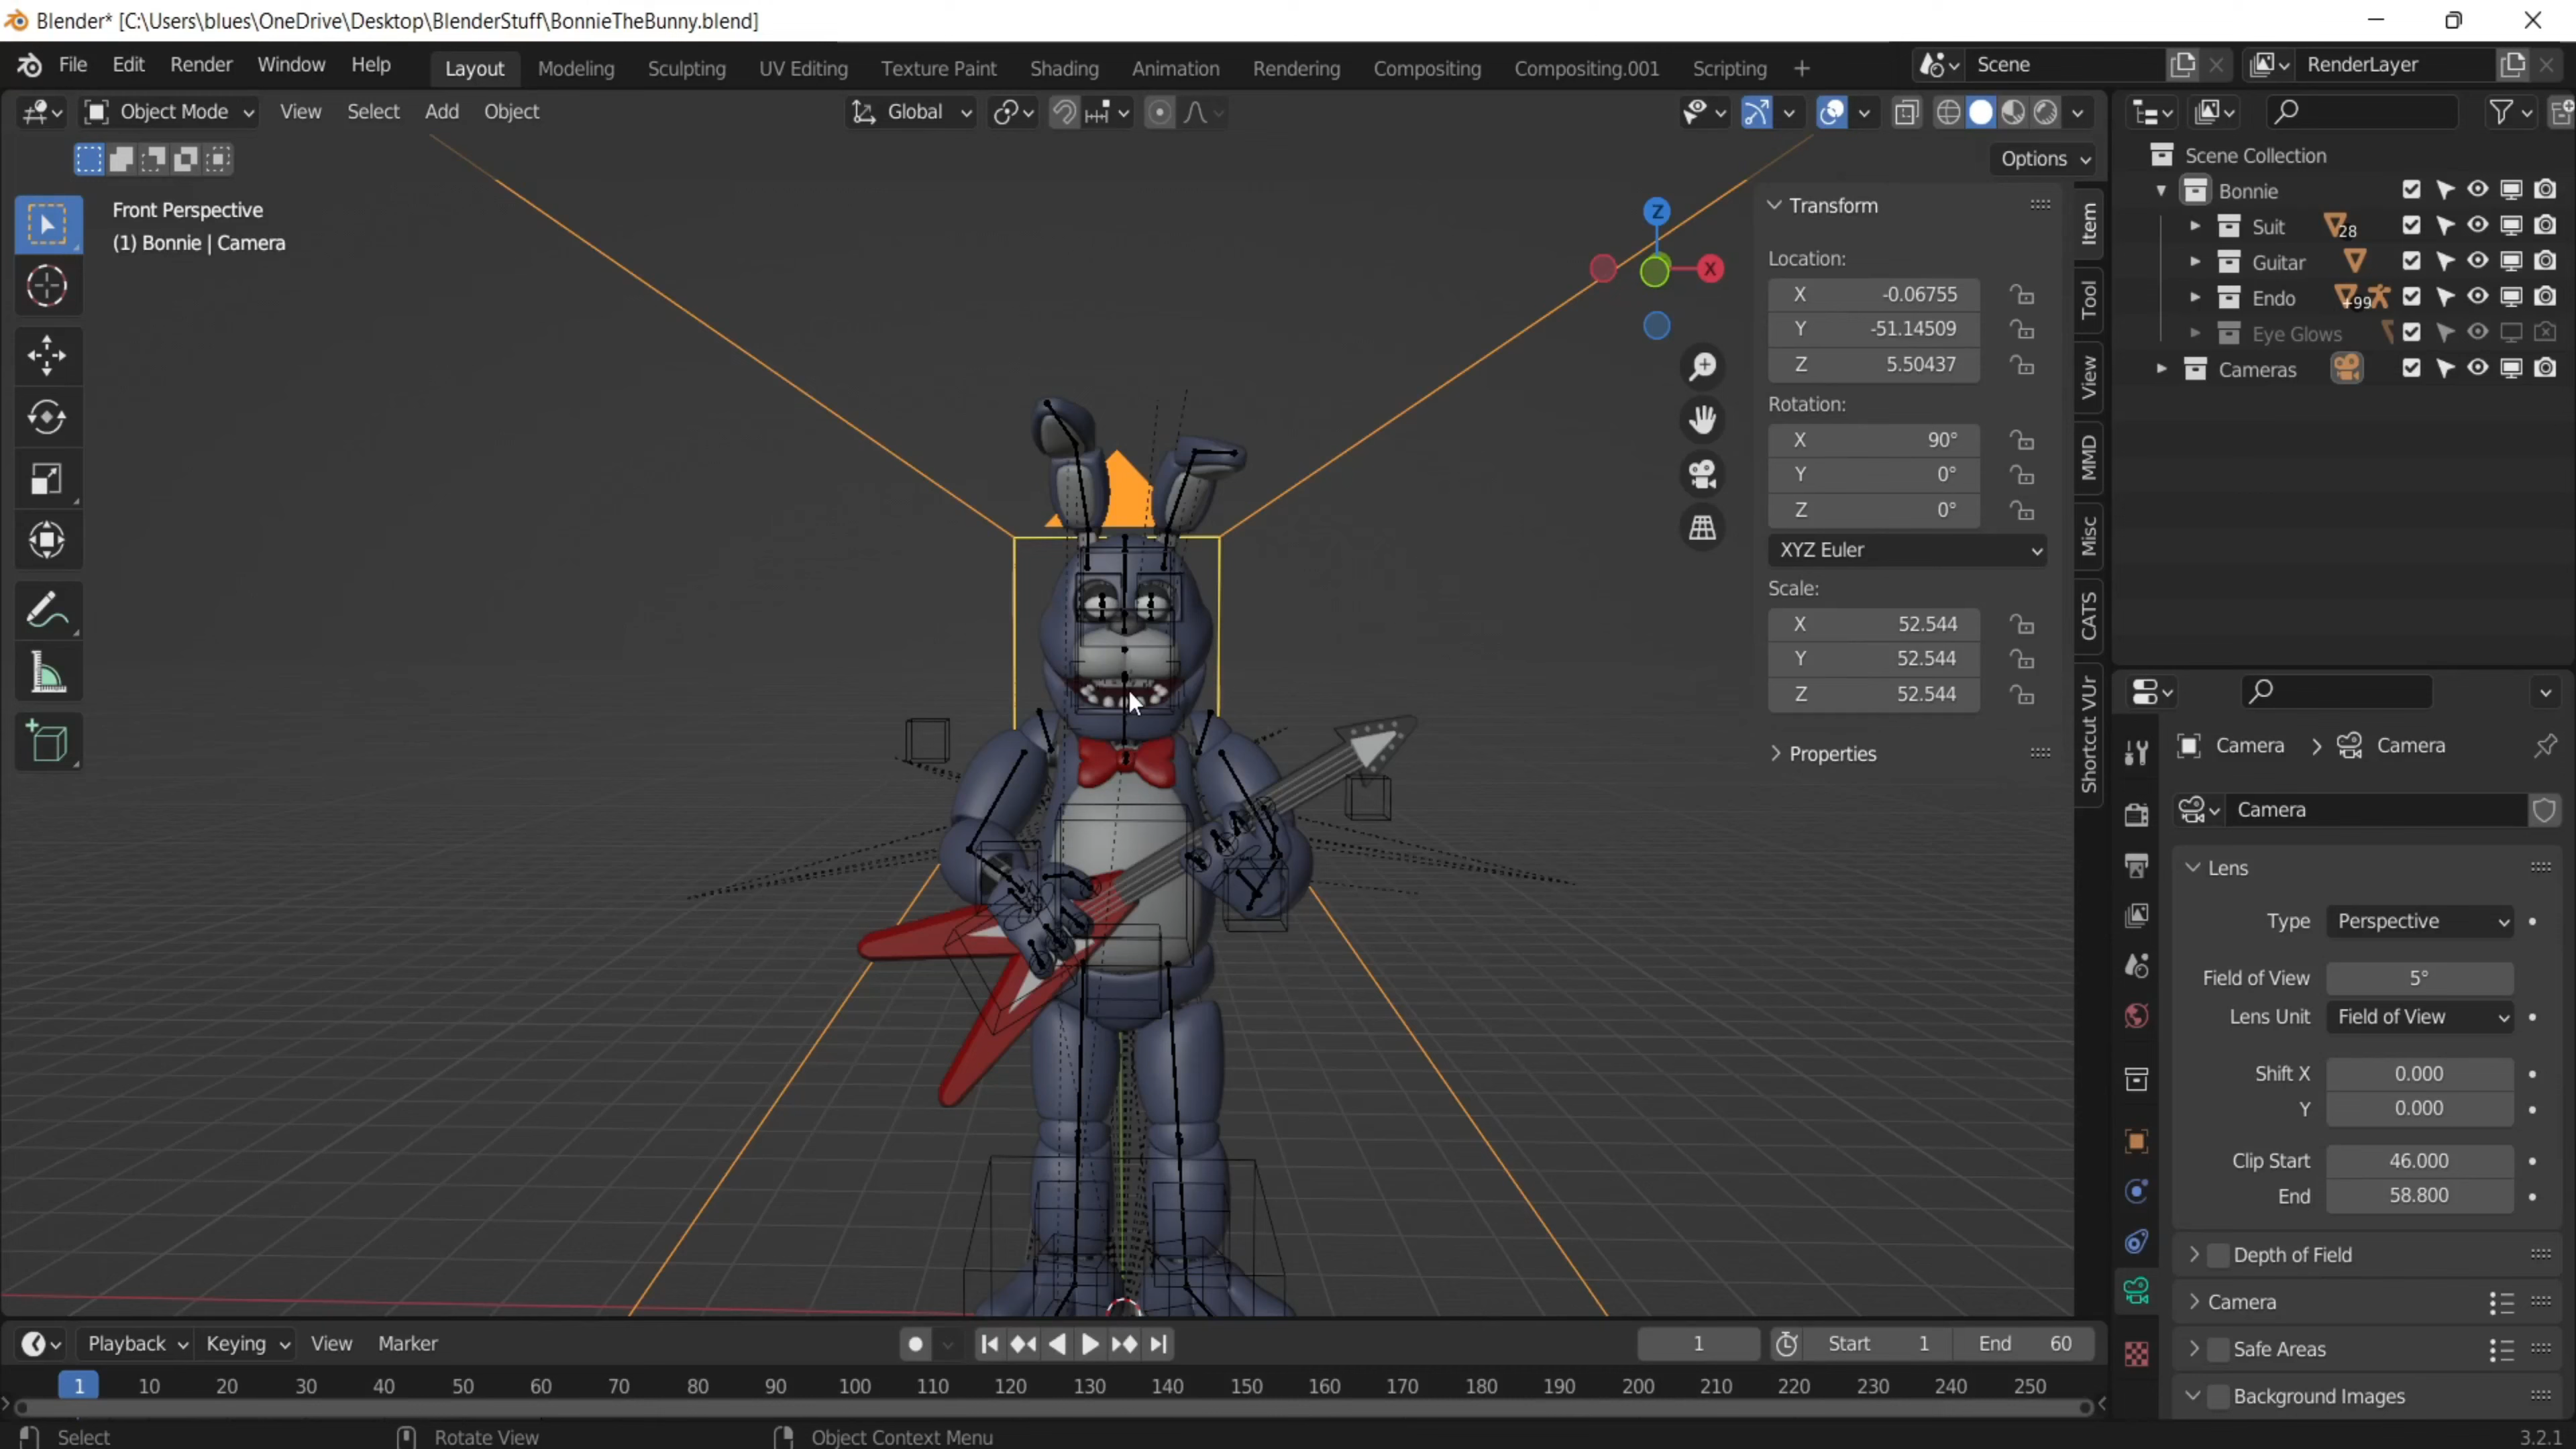 Blender* [C:\Users\blues\OneDrive\Desktop\BlenderStuff\BonnieTheBunny.blend]
File Edit Render Window Help Layout Modeling Sculpting UV Editing Texture Paint Shading Animation Rendering Compositing Compositing.001 Scripting + Scene RenderLayer
Object Mode View Select Add Object Global
Options
Front Perspective
(1) Bonnie | Camera
Z
X
Transform
Location:
X -0.06755
Y -51.14509
Z 5.50437
Rotation:
X 90°
Y 0°
Z 0°
XYZ Euler
Scale:
X 52.544
Y 52.544
Z 52.544
Properties
Item
Tool
View
MMD
Misc
CATS
Shortcut VUr
Scene Collection
Bonnie
Suit 28
Guitar
Endo +99
Eye Glows
Cameras
Camera > Camera
Camera
Lens
Type Perspective
Field of View 5°
Lens Unit Field of View
Shift X 0.000
Y 0.000
Clip Start 46.000
End 58.800
Depth of Field
Camera
Safe Areas
Background Images
Playback Keying View Marker 1 Start 1 End 60
1 10 20 30 40 50 60 70 80 90 100 110 120 130 140 150 160 170 180 190 200 210 220 230 240 250
Select Rotate View Object Context Menu 3.2.1